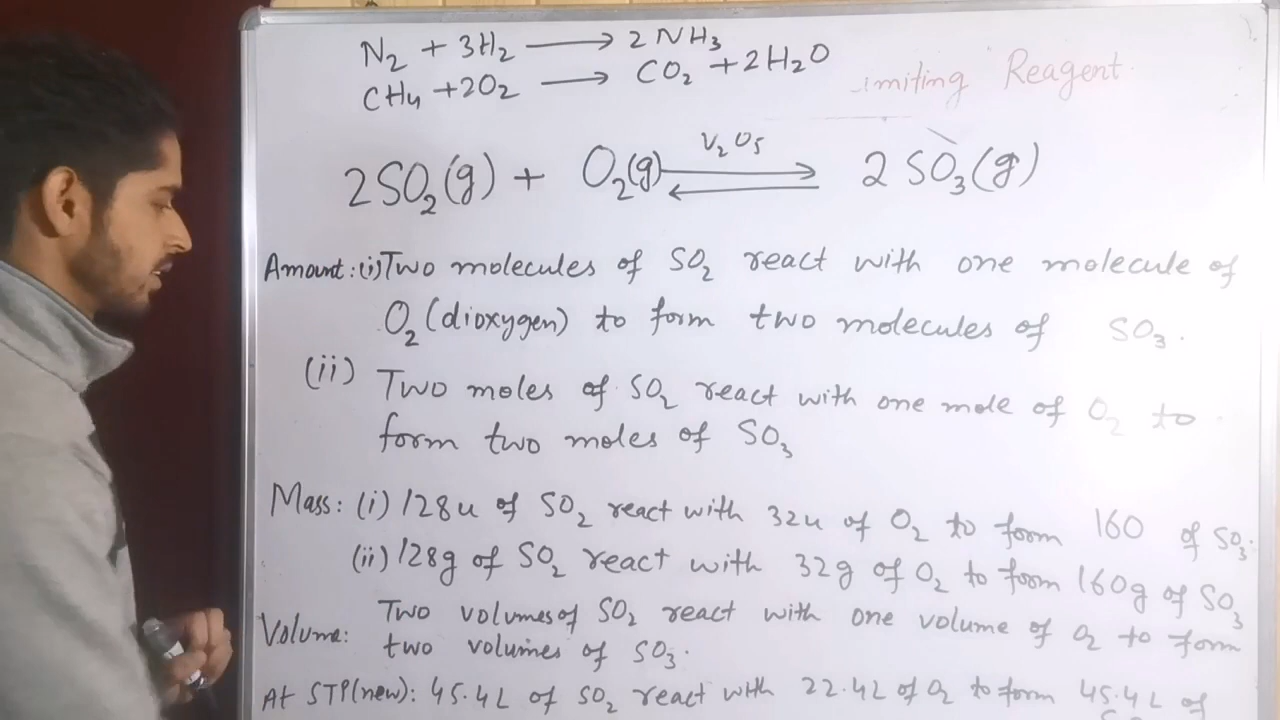 N₂ + 3H₂ ⟶ 2NH₃
CH₄ + 2O₂ ⟶ CO₂ + 2H₂O
imiting Reagent
V₂O₅
2SO₂(g) + O₂(g) ⇌ 2SO₃(g)
Amount: (i) Two molecules of SO₂ react with one molecule of
O₂ (dioxygen) to form two molecules of SO₃.
(ii) Two moles of SO₂ react with one mole of O₂ to
form two moles of SO₃
Mass: (i) 128u of SO₂ react with 32u of O₂ to form 160 of SO₃.
(ii) 128g of SO₂ react with 32g of O₂ to form 160g of SO₃
Volume: Two volumes of SO₂ react with one volume of O₂ to form
two volumes of SO₃.
At STP(new): 45.4L of SO₂ react with 22.4L of O₂ to form 45.4L of